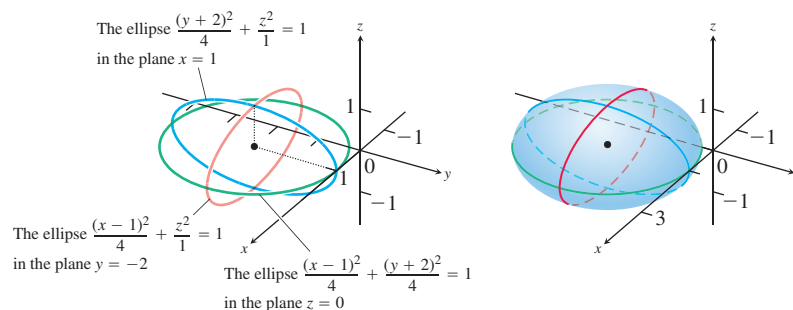 The ellipse (y + 2)²/4 + z²/1 = 1
in the plane x = 1
z
1
-1
0
y
1
-1
x
The ellipse (x − 1)²/4 + z²/1 = 1
in the plane y = −2
The ellipse (x − 1)²/4 + (y + 2)²/4 = 1
in the plane z = 0
z
1
-1
0
-1
3
x